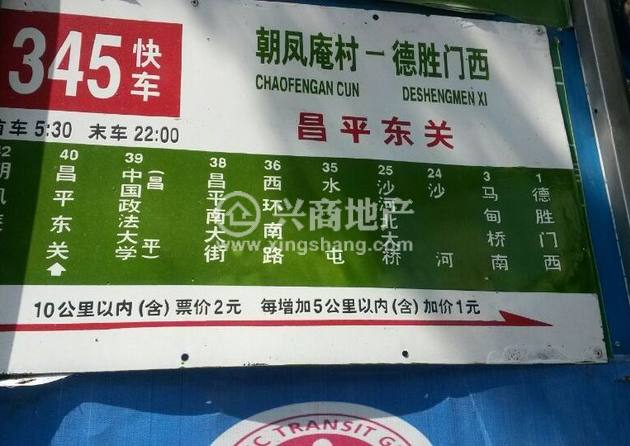 345 快车
朝凤庵村—德胜门西
CHAOFENGAN CUN DESHENGMEN XI
昌平东关
首车 5:30 末车 22:00
40 39 38 36 35 25 24 3 1
昌平东关
中国政法大学(昌平)
昌平南大街
西环南路
水屯
沙河北大桥
沙河
马甸桥南
德胜门西
兴商地产
www.xingshang.com
10公里以内(含)票价2元 每增加5公里以内(含)加价1元
TRANSIT